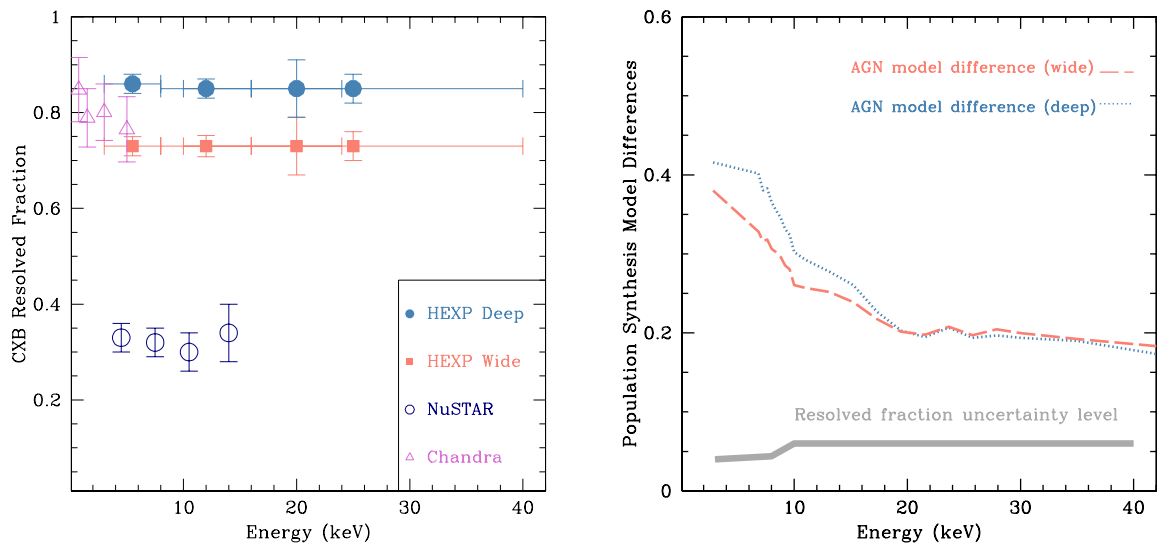 1
0.8
0.6
0.4
0.2
CXB Resolved Fraction
HEXP Deep
HEXP Wide
NuSTAR
Chandra
10
20
30
40
Energy (keV)
0.6
0.4
0.2
0
Population Synthesis Model Differences
AGN model difference (wide)
AGN model difference (deep)
Resolved fraction uncertainty level
10
20
30
40
Energy (keV)